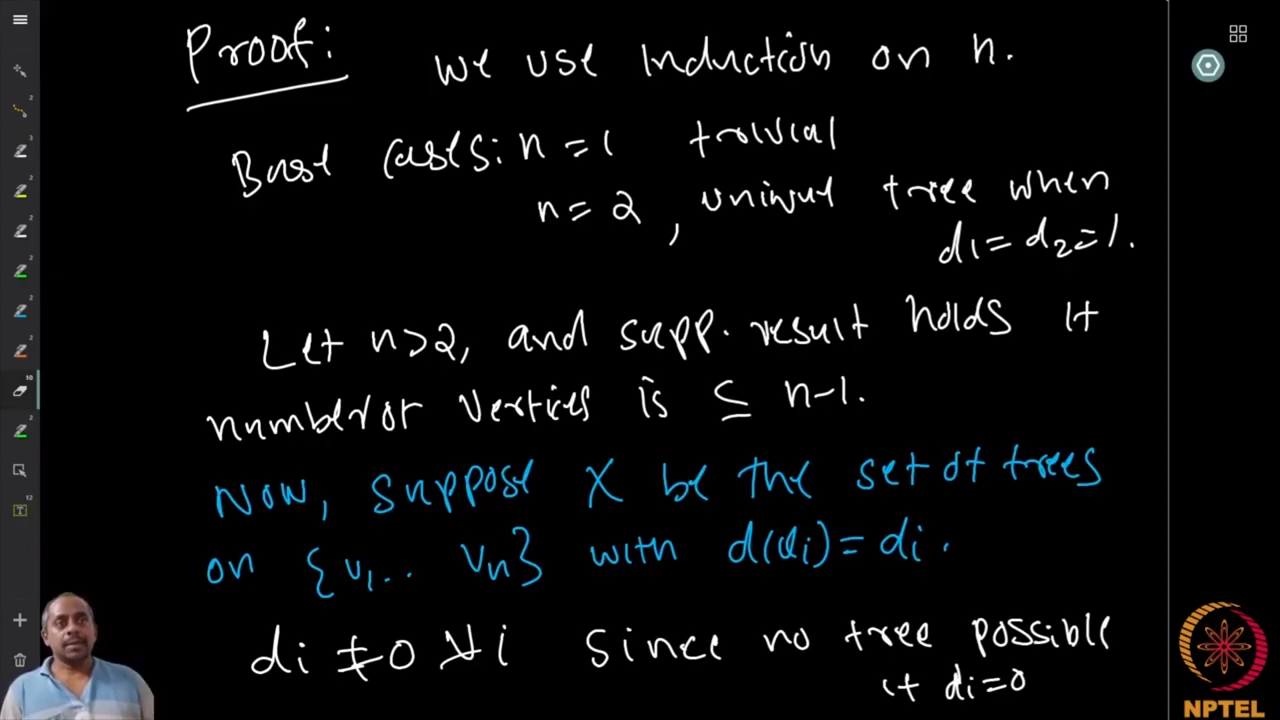 Proof: We use Induction on n.
Base cases: n = 1 trivial
n = 2, unique tree when
d1 = d2 = 1.
Let n > 2, and supp. result holds if
number of vertices is ≤ n-1.
Now, suppose X be the set of trees
on {v1... vn} with d(di) = di.
di ≠ 0 ∀i since no tree possible
if di = 0
NPTEL